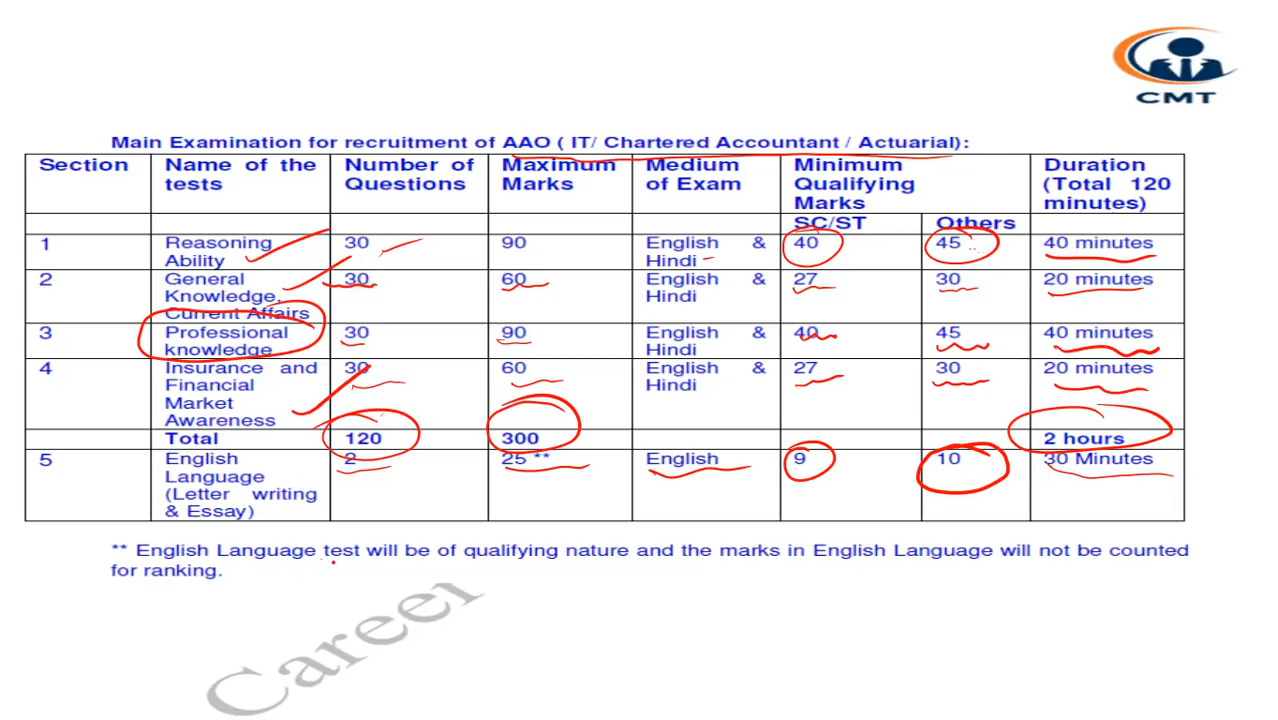 CMT
Main Examination for recruitment of AAO ( IT/ Chartered Accountant / Actuarial):
Section Name of the tests Number of Questions Maximum Marks Medium of Exam Minimum Qualifying Marks Duration (Total 120 minutes)
SC/ST Others
1 Reasoning Ability 30 90 English & Hindi 40 45 40 minutes
2 General Knowledge, Current Affairs 30 60 English & Hindi 27 30 20 minutes
3 Professional knowledge 30 90 English & Hindi 40 45 40 minutes
4 Insurance and Financial Market Awareness 30 60 English & Hindi 27 30 20 minutes
Total 120 300 2 hours
5 English Language (Letter writing & Essay) 2 25 ** English 9 10 30 Minutes
** English Language test will be of qualifying nature and the marks in English Language will not be counted
for ranking.
Career